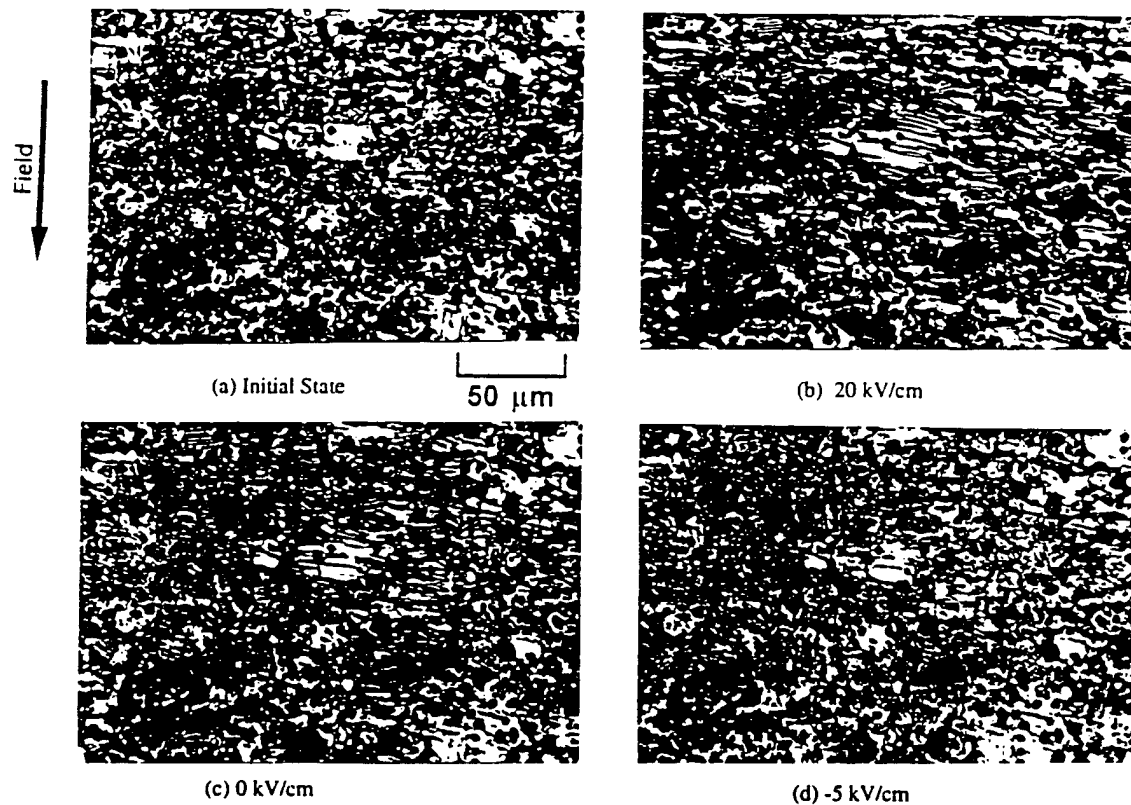 Field
(a) Initial State
50 μm
(b) 20 kV/cm
(c) 0 kV/cm
(d) -5 kV/cm